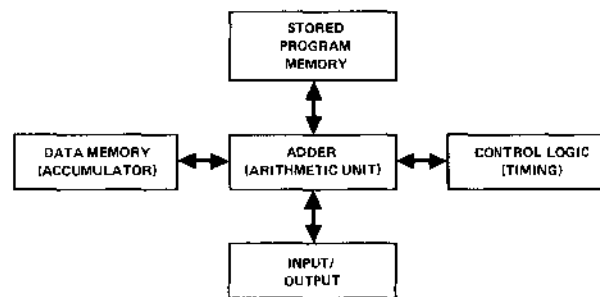 STORED
PROGRAM
MEMORY
DATA MEMORY
(ACCUMULATOR)
ADDER
(ARITHMETIC UNIT)
CONTROL LOGIC
(TIMING)
INPUT/
OUTPUT